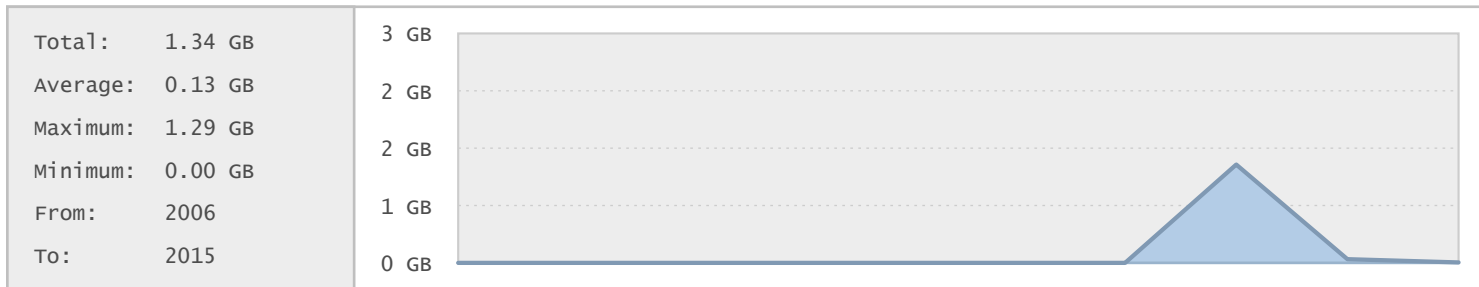 Total: 1.34 GB
Average: 0.13 GB
Maximum: 1.29 GB
Minimum: 0.00 GB
From: 2006
To: 2015
3 GB
2 GB
2 GB
1 GB
0 GB